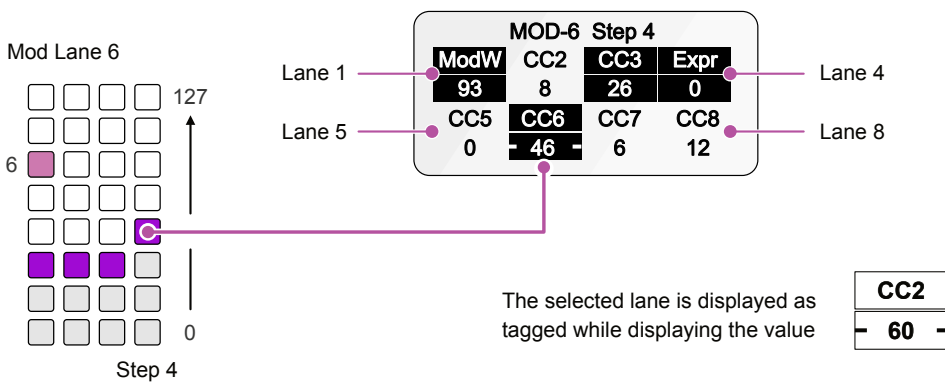 MOD-6 Step 4
Mod Lane 6
Lane 1
ModW CC2 CC3 Expr
Lane 4
93 8 26 0
127
Lane 5
CC5 CC6 CC7 CC8
Lane 8
0 - 46 - 6 12
6
The selected lane is displayed as
tagged while displaying the value
CC2
- 60 -
0
Step 4